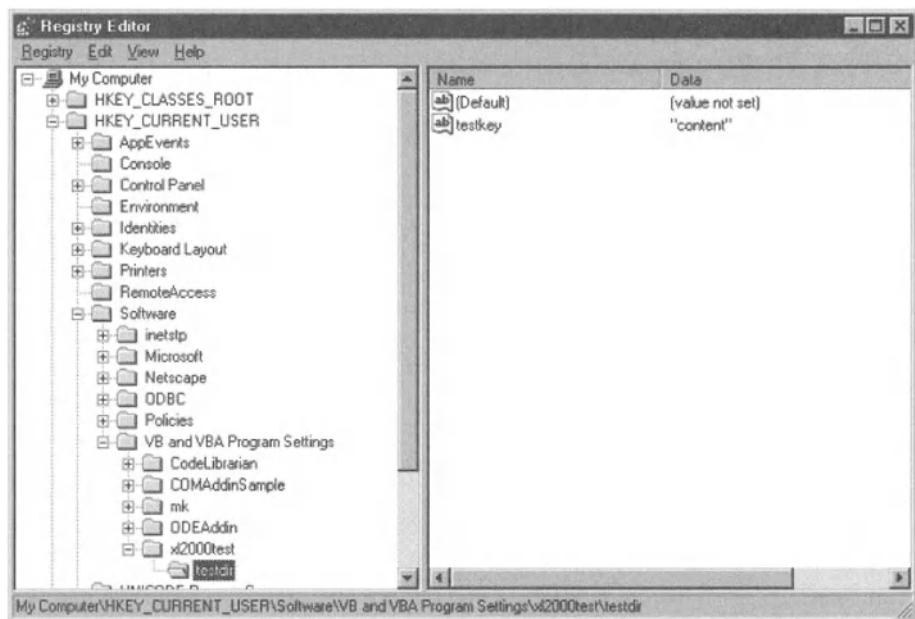 Registry Editor
Registry Edit View Help
My Computer
HKEY_CLASSES_ROOT
HKEY_CURRENT_USER
AppEvents
Console
Control Panel
Environment
Identities
Keyboard Layout
Printers
RemoteAccess
Software
inetstp
Microsoft
Netscape
ODBC
Policies
VB and VBA Program Settings
CodeLibrarian
COMAddinSample
mk
ODEAddin
xl2000test
testdir
Name Data
ab (Default) (value not set)
ab testkey "content"
My Computer\HKEY_CURRENT_USER\Software\VB and VBA Program Settings\xl2000test\testdir